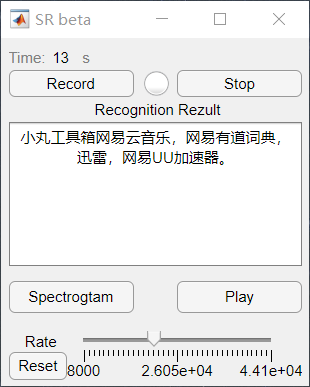 SR beta
Time: 13 s
Record Stop
Recognition Rezult
小丸工具箱网易云音乐，网易有道词典，
迅雷，网易UU加速器。
Spectrogtam Play
Rate
Reset
8000 2.605e+04 4.41e+04